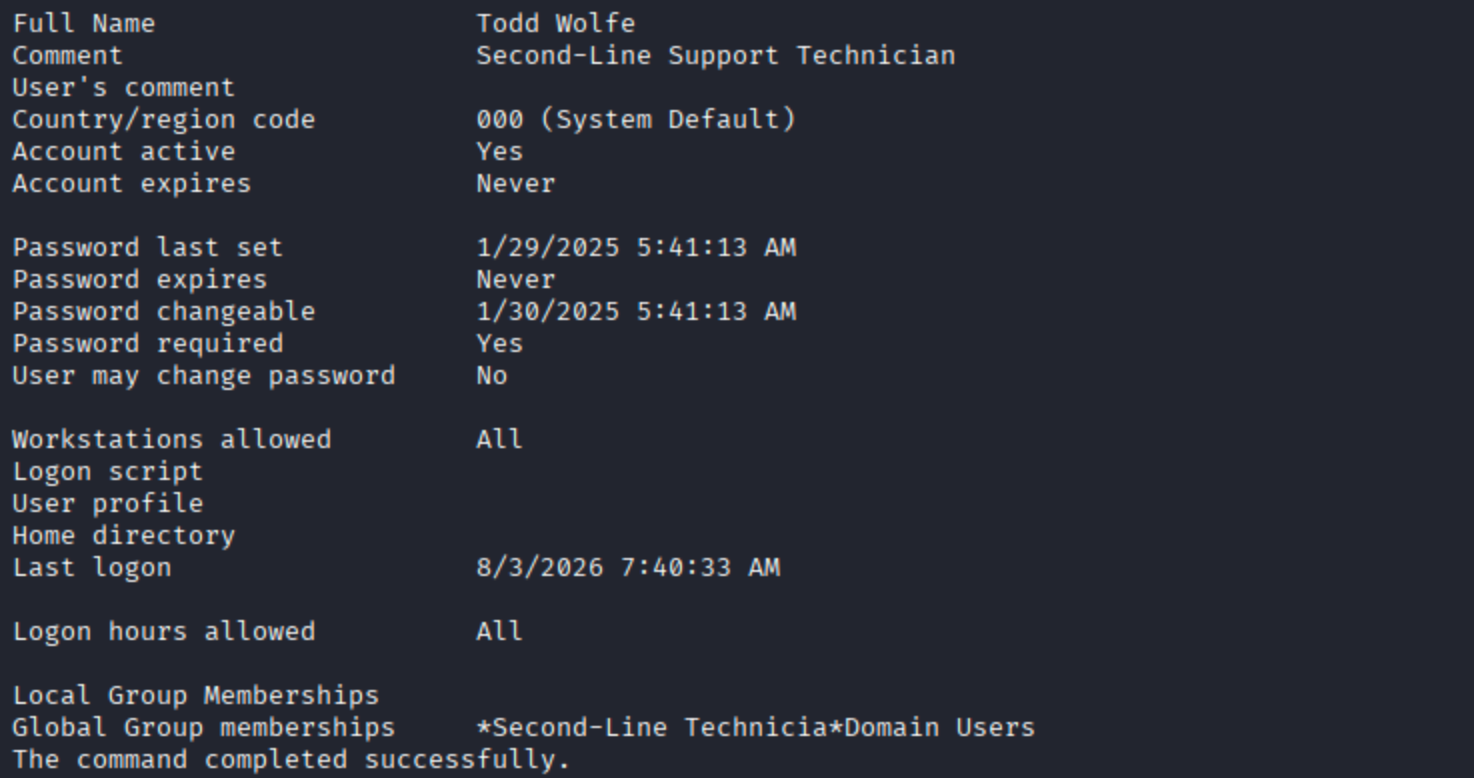 Full Name                    Todd Wolfe
Comment                      Second-Line Support Technician
User's comment
Country/region code          000 (System Default)
Account active               Yes
Account expires              Never

Password last set            1/29/2025 5:41:13 AM
Password expires             Never
Password changeable          1/30/2025 5:41:13 AM
Password required            Yes
User may change password     No

Workstations allowed         All
Logon script
User profile
Home directory
Last logon                   8/3/2026 7:40:33 AM

Logon hours allowed          All

Local Group Memberships
Global Group memberships     *Second-Line Technicia*Domain Users
The command completed successfully.